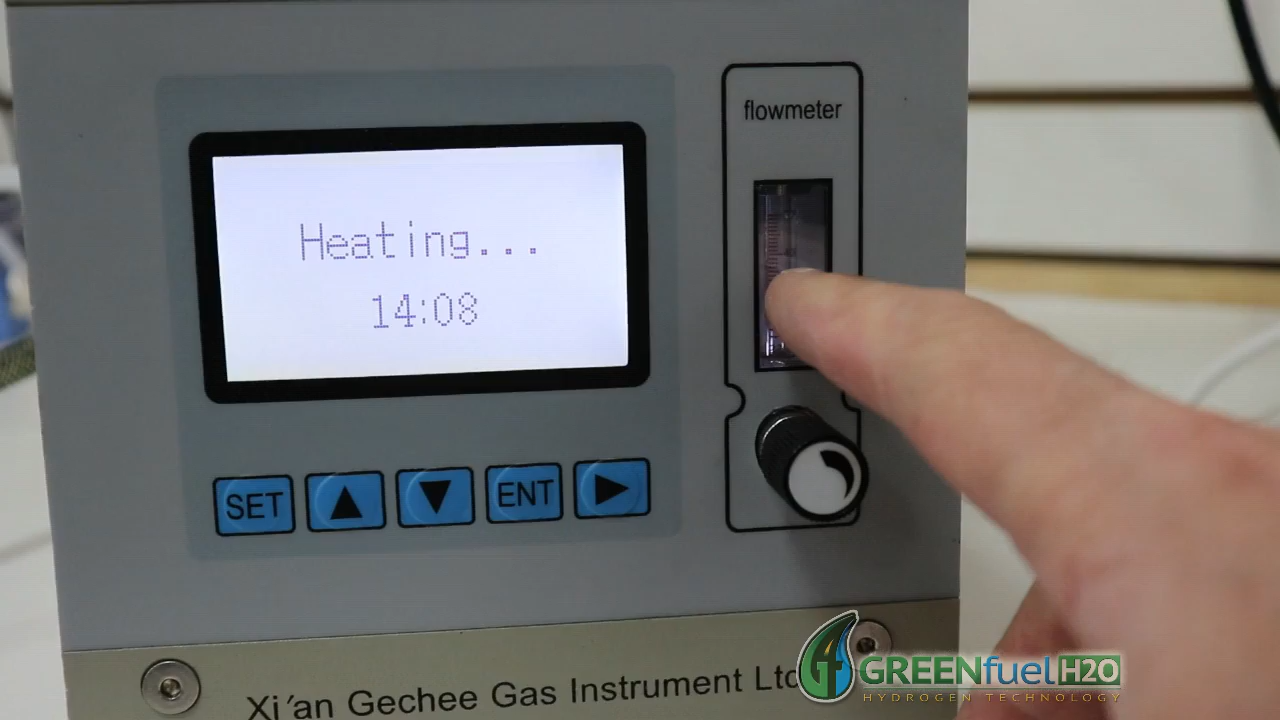 flowmeter
Heating...
14:08
SET
ENT
Xi'an Gechee Gas Instrument Ltd
GREENfuelH2O
HYDROGEN TECHNOLOGY